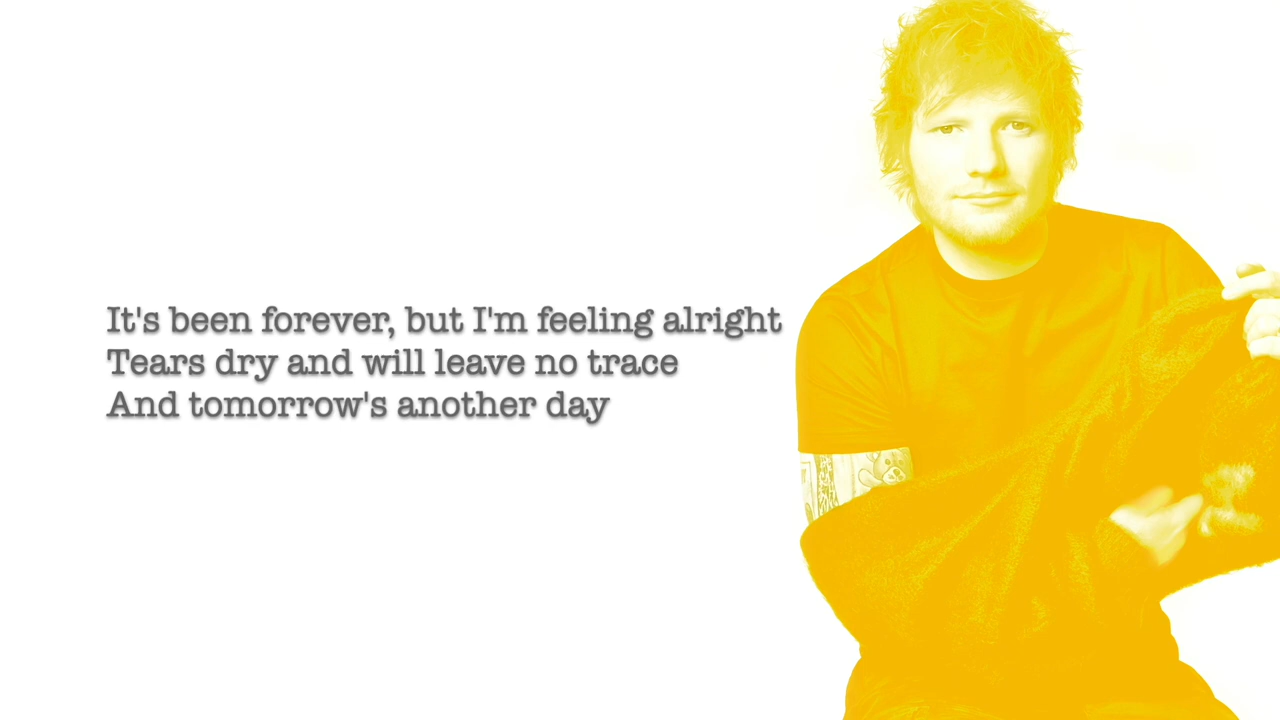 It's been forever, but I'm feeling alright
Tears dry and will leave no trace
And tomorrow's another day